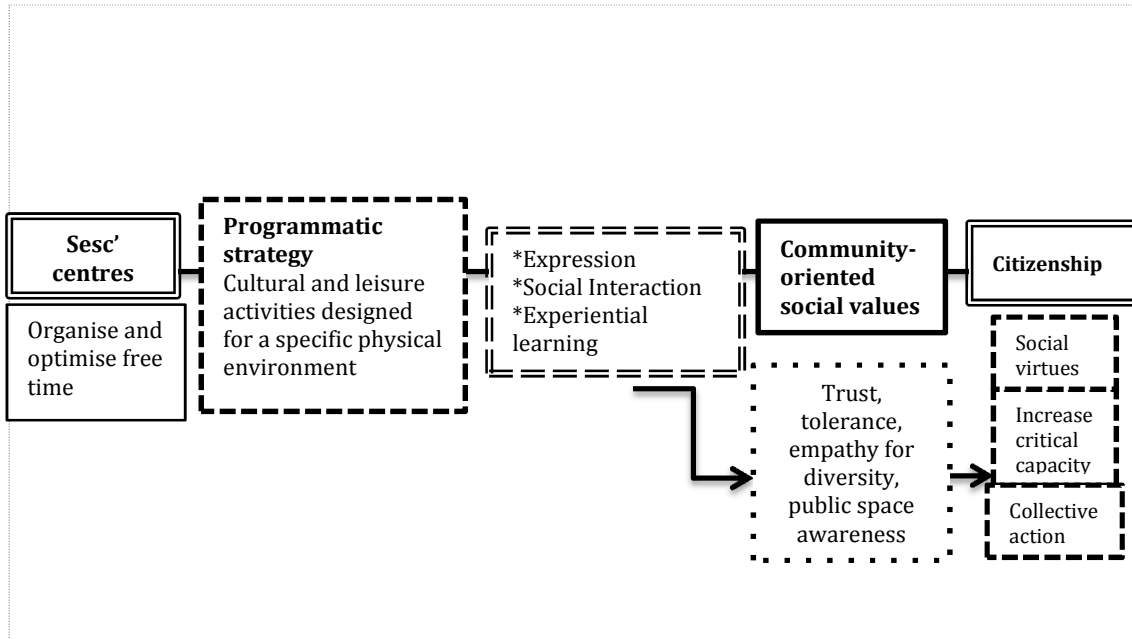 Sesc’
centres
Organise and
optimise free
time
Programmatic
strategy
Cultural and leisure
activities designed
for a specific physical
environment
*Expression
*Social Interaction
*Experiential
learning
Community-
oriented
social values
Trust,
tolerance,
empathy for
diversity,
public space
awareness
Citizenship
Social
virtues
Increase
critical
capacity
Collective
action